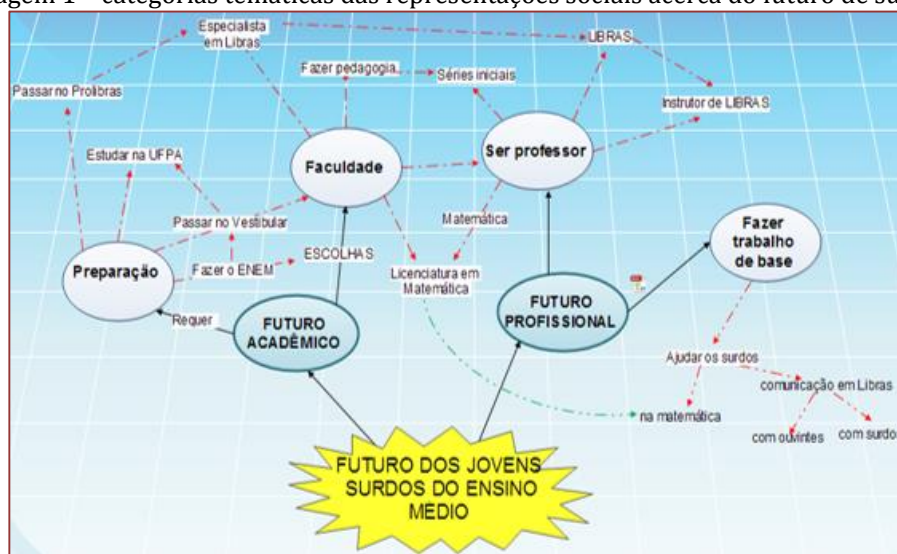 categorias temáticas das representações sociais acerca do futuro de
Especialista
em Libras
LIBRAS
Fazer pedagogia
Séries iniciais
Passar no Prolibras
Instrutor de LIBRAS
Estudar na UFPA
Faculdade
Ser professor
Passar no Vestibular
Matemática
Fazer
trabalho
de base
Preparação
Fazer o ENEM
ESCOLHAS
Licenciatura em
Matemática
Requer
FUTURO
ACADÊMICO
FUTURO
PROFISSIONAL
Ajudar os surdos
comunicação em Libras
na matemática
com ouvintes
com surdo
FUTURO DOS JOVENS
SURDOS DO ENSINO
MÉDIO